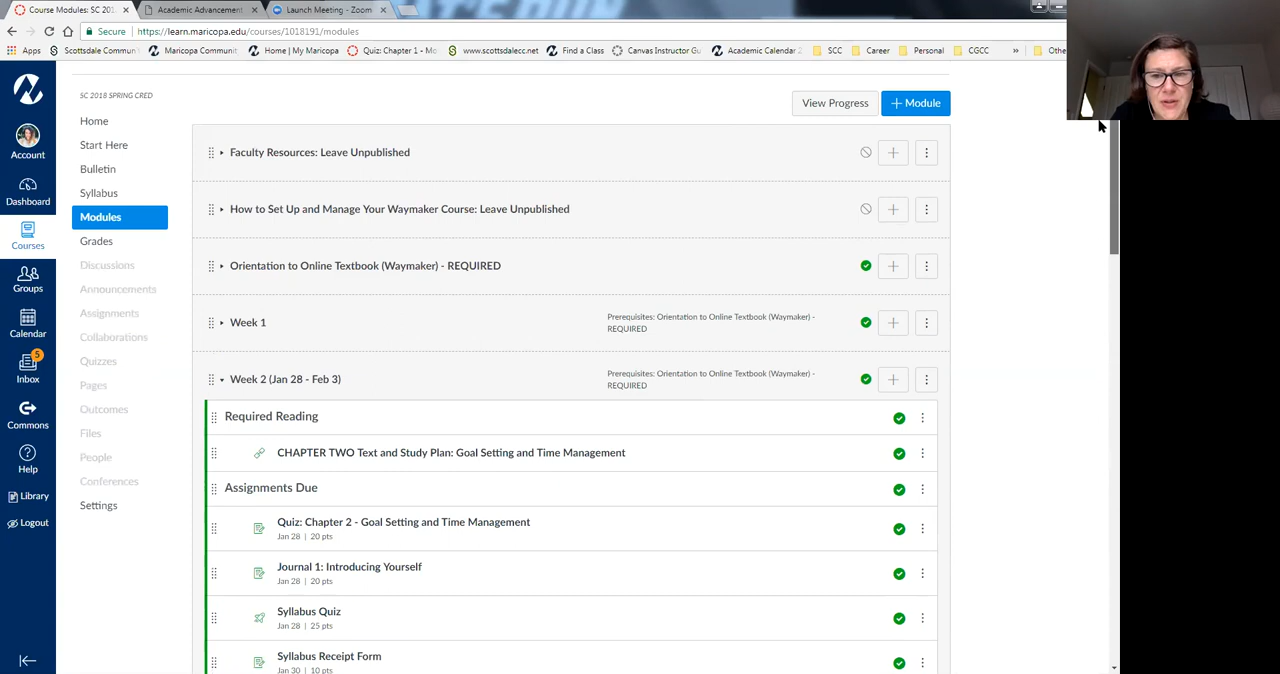 Course Modules: SC 201
Academic Advancement
Launch Meeting - Zoom
Secure
https://learn.maricopa.edu/courses/1018191/modules
Apps
Scottsdale Commun
Maricopa Communit
Home | My Maricopa
Quiz: Chapter 1 - Mo
www.scottsdalecc.net
Find a Class
Canvas Instructor Gu
Academic Calendar 2
SCC
Career
Personal
CGCC
»
Othe
Account
Dashboard
Courses
Groups
Calendar
5
Inbox
Commons
Help
Library
Logout
SC 2018 SPRING CRED
Home
Start Here
Bulletin
Syllabus
Modules
Grades
Discussions
Announcements
Assignments
Collaborations
Quizzes
Pages
Outcomes
Files
People
Conferences
Settings
View Progress
+ Module
Faculty Resources: Leave Unpublished
How to Set Up and Manage Your Waymaker Course: Leave Unpublished
Orientation to Online Textbook (Waymaker) - REQUIRED
Week 1
Prerequisites: Orientation to Online Textbook (Waymaker) -
REQUIRED
Week 2 (Jan 28 - Feb 3)
Prerequisites: Orientation to Online Textbook (Waymaker) -
REQUIRED
Required Reading
CHAPTER TWO Text and Study Plan: Goal Setting and Time Management
Assignments Due
Quiz: Chapter 2 - Goal Setting and Time Management
Jan 28 | 20 pts
Journal 1: Introducing Yourself
Jan 28 | 20 pts
Syllabus Quiz
Jan 28 | 25 pts
Syllabus Receipt Form
Jan 30 | 10 pts